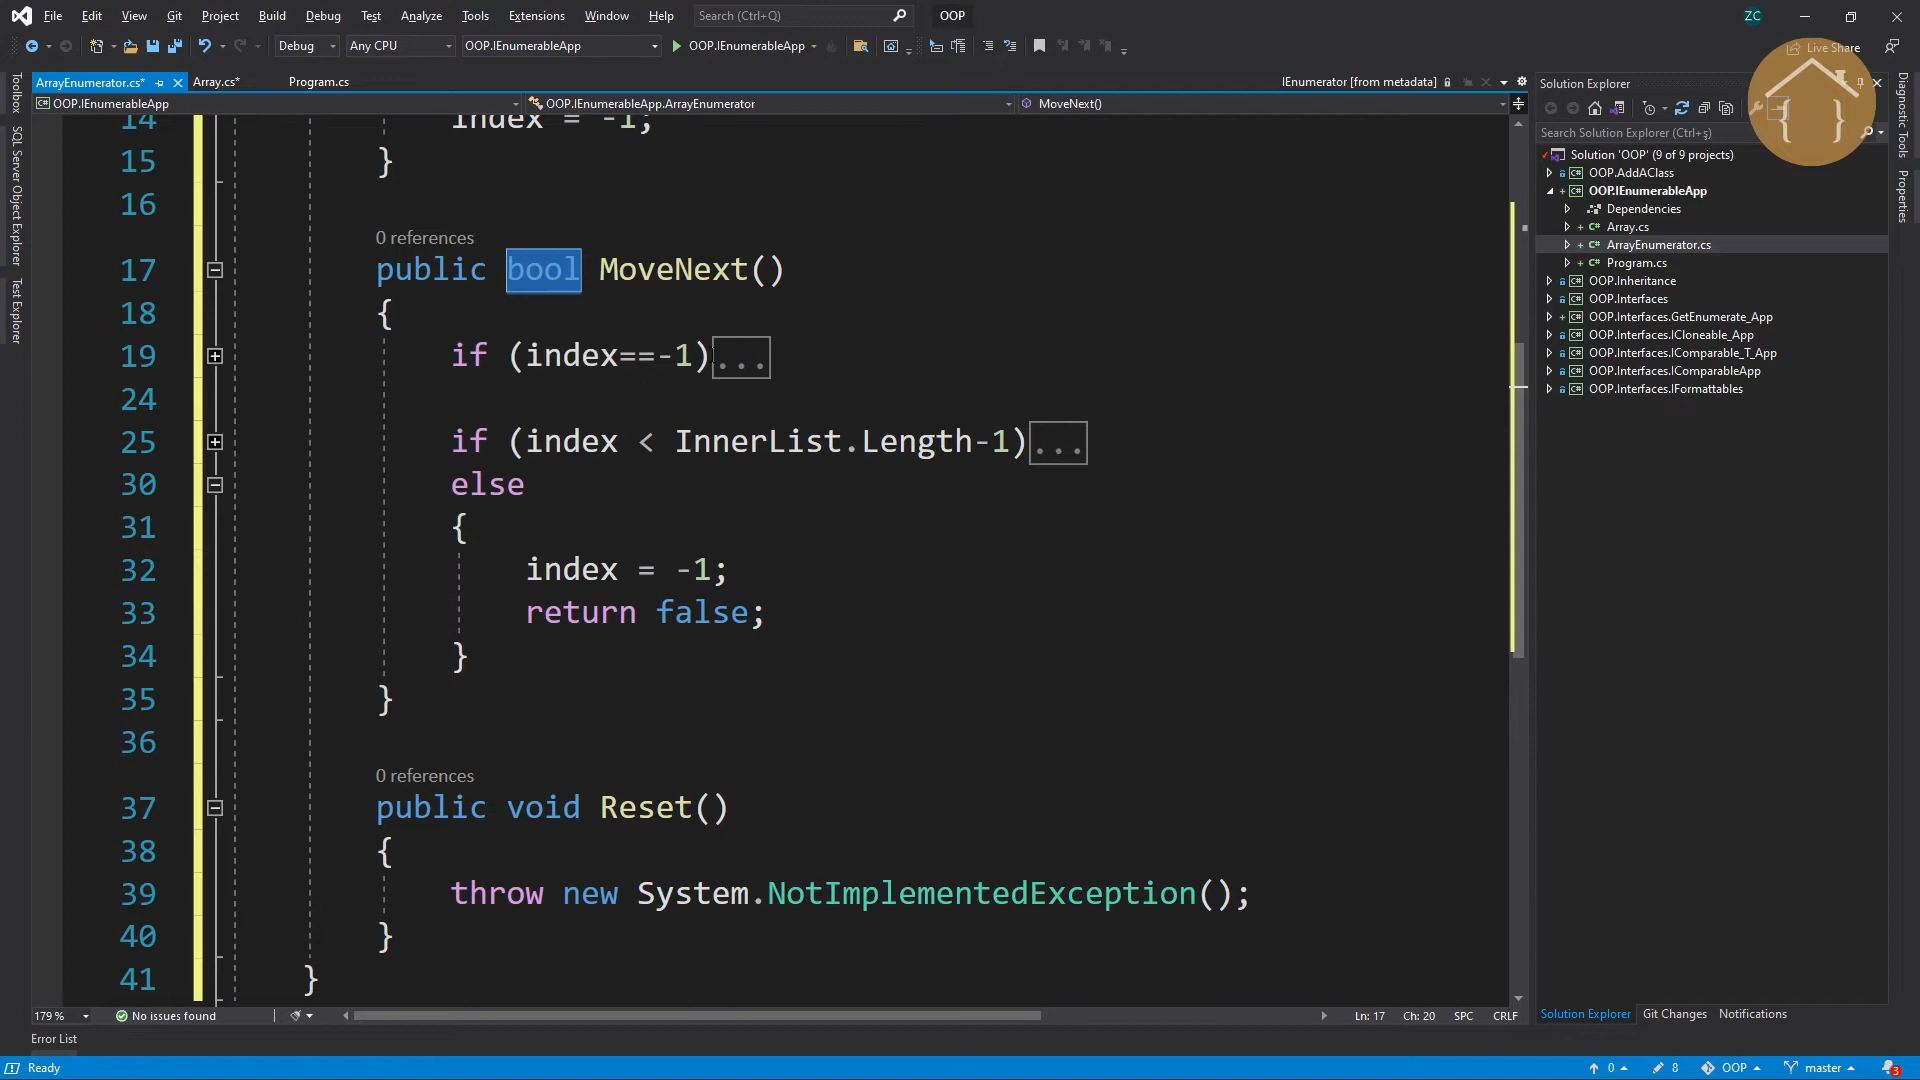 File Edit View Git Project Build Debug Test Analyze Tools Extensions Window Help Search (Ctrl+Q) OOP ZC
Debug Any CPU OOP.IEnumerableApp OOP.IEnumerableApp Live Share
ArrayEnumerator.cs* Array.cs* Program.cs IEnumerator [from metadata]
OOP.IEnumerableApp OOP.IEnumerableApp.ArrayEnumerator MoveNext()
Toolbox
SQL Server Object Explorer
Test Explorer
14 index = -1;
15 }
16
0 references
17 public bool MoveNext()
18 {
19 if (index==-1)...
24
25 if (index < InnerList.Length-1)...
30 else
31 {
32 index = -1;
33 return false;
34 }
35 }
36
0 references
37 public void Reset()
38 {
39 throw new System.NotImplementedException();
40 }
41 }
179 % No issues found Ln: 17 Ch: 20 SPC CRLF
Error List
Ready 0 8 OOP master 3
Solution Explorer
Search Solution Explorer (Ctrl+ş)
Solution 'OOP' (9 of 9 projects)
OOP.AddAClass
OOP.IEnumerableApp
Dependencies
Array.cs
ArrayEnumerator.cs
Program.cs
OOP.Inheritance
OOP.Interfaces
OOP.Interfaces.GetEnumerate_App
OOP.Interfaces.ICloneable_App
OOP.Interfaces.IComparable_T_App
OOP.Interfaces.IComparableApp
OOP.Interfaces.IFormattables
Solution Explorer Git Changes Notifications
Diagnostic Tools
Properties
{ }